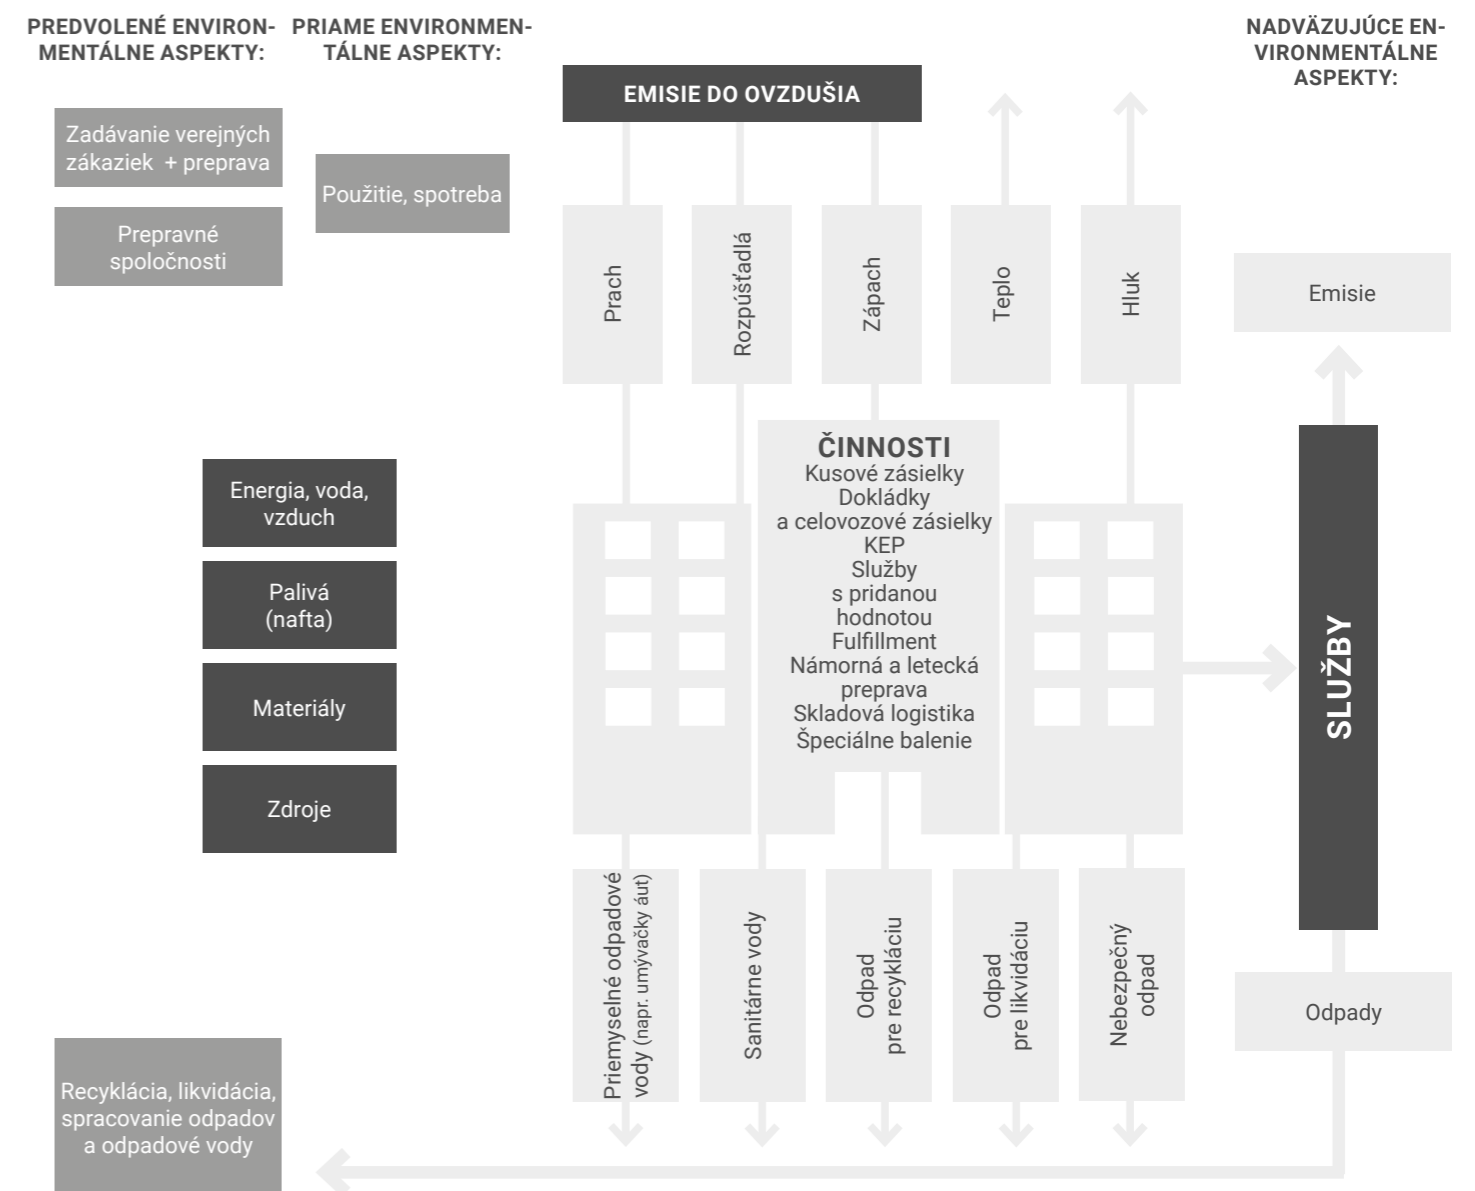 PREDVOLENÉ ENVIRON-
MENTÁLNE ASPEKTY:
PRIAME ENVIRONMEN-
TÁLNE ASPEKTY:
NADVÄZUJÚCE EN-
VIRONMENTÁLNE
ASPEKTY:
EMISIE DO OVZDUŠIA
Zadávanie verejných
zákaziek + preprava
Použitie, spotreba
Prepravné
spoločnosti
Prach
Rozpúšťadlá
Zápach
Teplo
Hluk
Emisie
Energia, voda,
vzduch
Palivá
(nafta)
Materiály
Zdroje
ČINNOSTI
Kusové zásielky
Dokládky
a celovozové zásielky
KEP
Služby
s pridanou
hodnotou
Fulfillment
Námorná a letecká
preprava
Skladová logistika
Špeciálne balenie
SLUŽBY
Priemyselné odpadové
vody (napr. umývačky áut)
Sanitárne vody
Odpad
pre recykláciu
Odpad
pre likvidáciu
Nebezpečný
odpad
Odpady
Recyklácia, likvidácia,
spracovanie odpadov
a odpadové vody